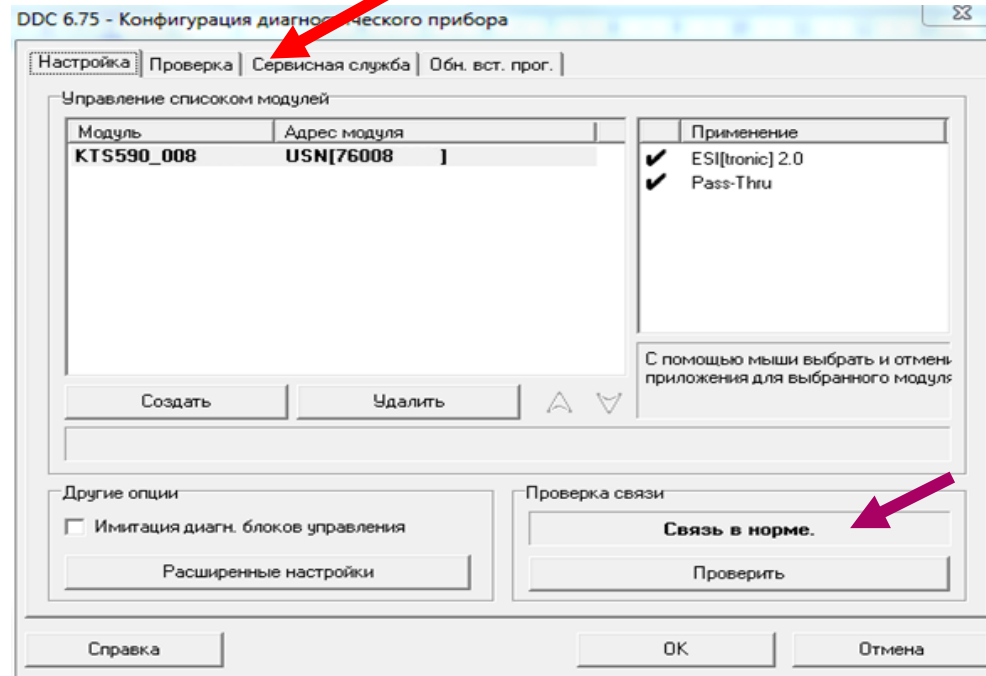 DDC 6.75 - Конфигурация диагностического прибора
Настройка Проверка Сервисная служба Обн. вст. прог.
Управление списоком модулей
Модуль Адрес модуля Применение
KTS590_008 USN[76008 ] ESI[tronic] 2.0
Pass-Thru
С помощью мыши выбрать и отмени
приложения для выбранного модуля
Создать Удалить
Другие опции Проверка связи
Имитация диагн. блоков управления Связь в норме.
Расширенные настройки Проверить
Справка OK Отмена